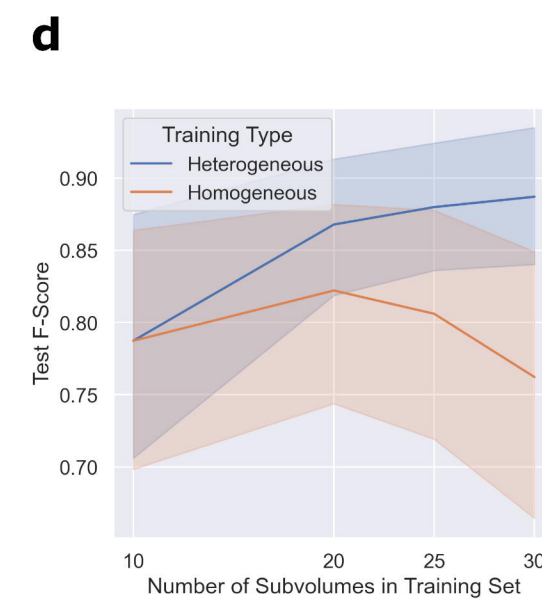 d
Training Type
Heterogeneous
Homogeneous
0.90
0.85
0.80
0.75
0.70
Test F-Score
10 20 25 30
Number of Subvolumes in Training Set